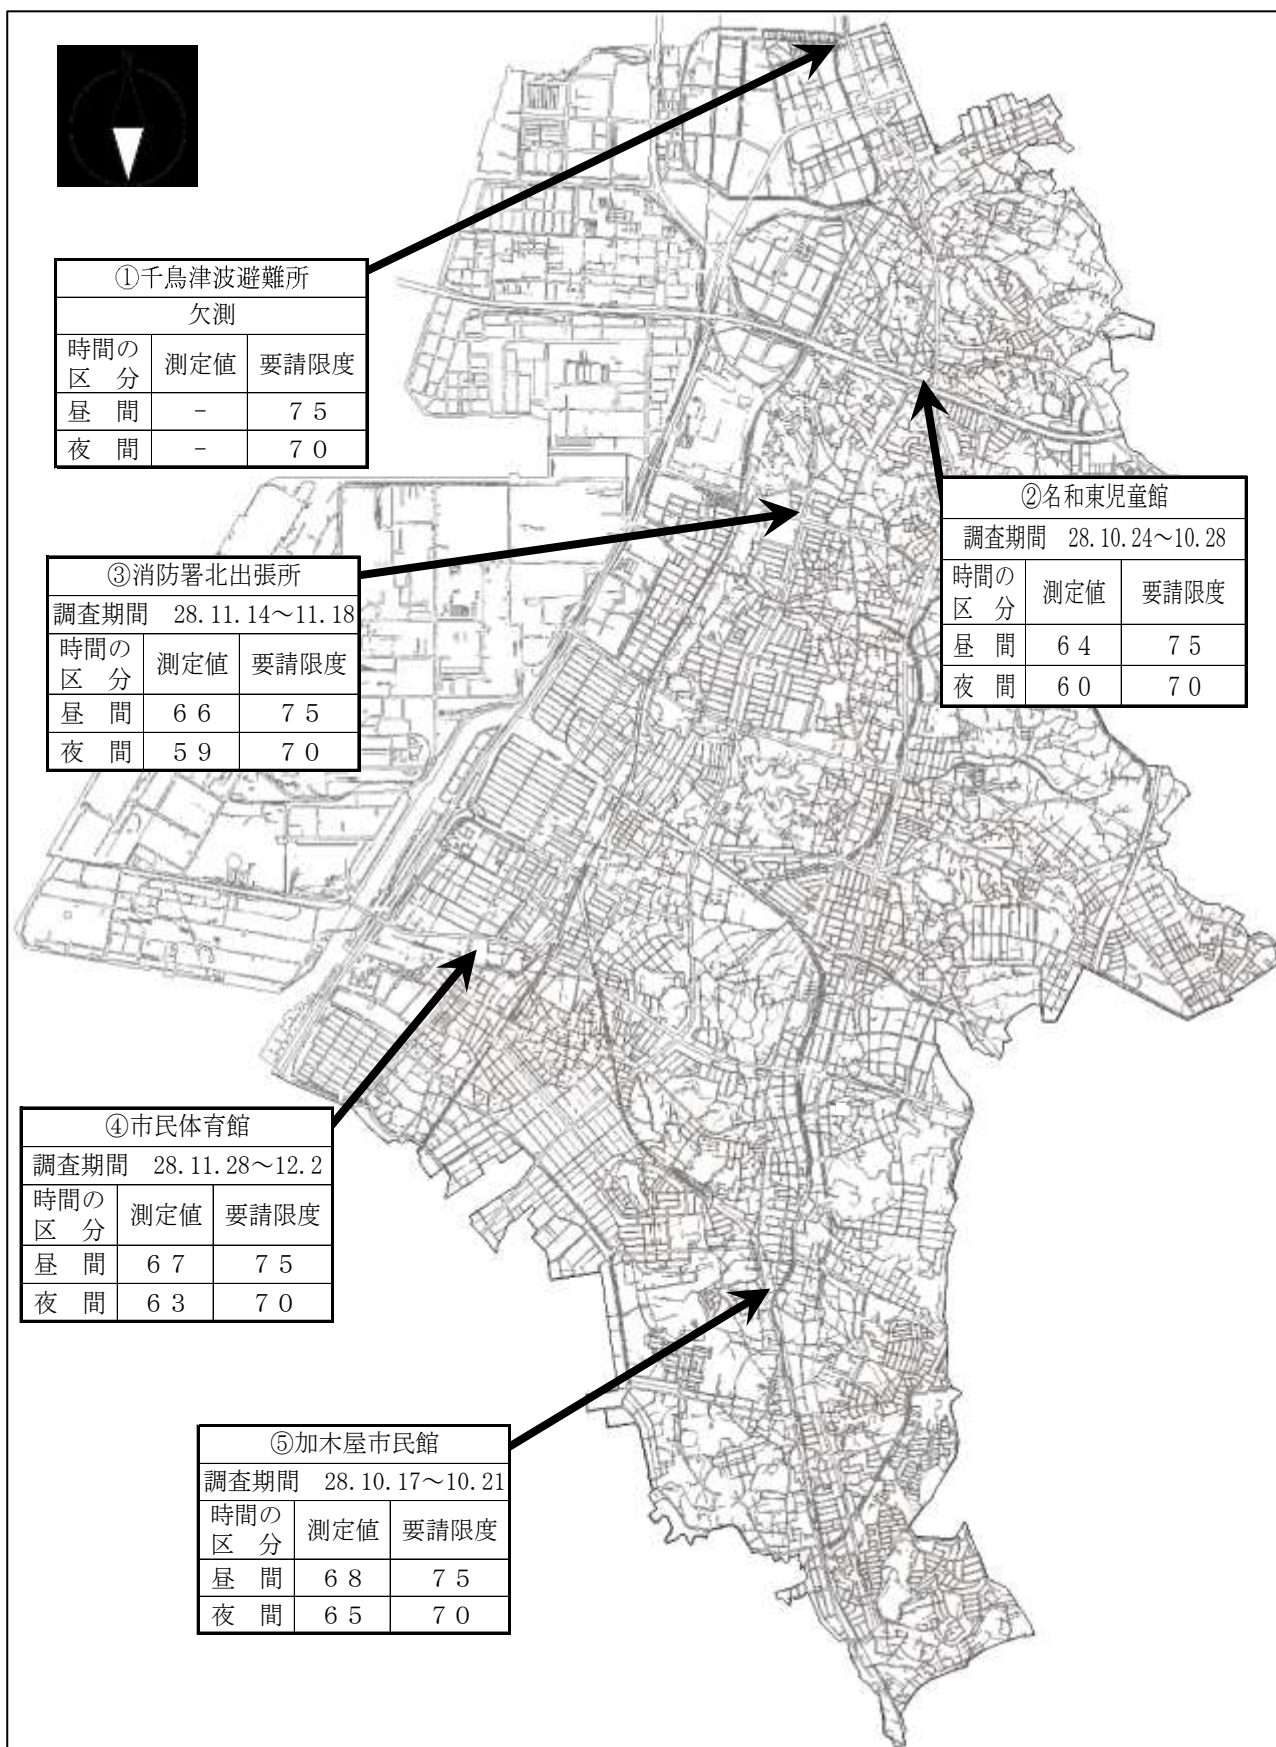 ①千鳥津波避難所
欠測
時間の
区　分
測定値
要請限度
昼　間
－
７５
夜　間
－
７０
②名和東児童館
調査期間　28.10.24～10.28
時間の
区　分
測定値
要請限度
昼　間
６４
７５
夜　間
６０
７０
③消防署北出張所
調査期間　28.11.14～11.18
時間の
区　分
測定値
要請限度
昼　間
６６
７５
夜　間
５９
７０
④市民体育館
調査期間　28.11.28～12.2
時間の
区　分
測定値
要請限度
昼　間
６７
７５
夜　間
６３
７０
⑤加木屋市民館
調査期間　28.10.17～10.21
時間の
区　分
測定値
要請限度
昼　間
６８
７５
夜　間
６５
７０